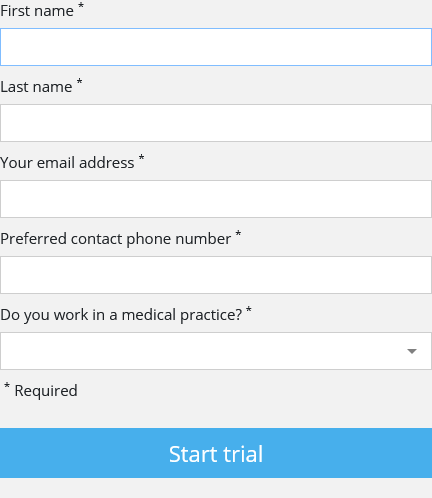 First name *
Last name *
Your email address *
Preferred contact phone number *
Do you work in a medical practice? *
* Required
Start trial